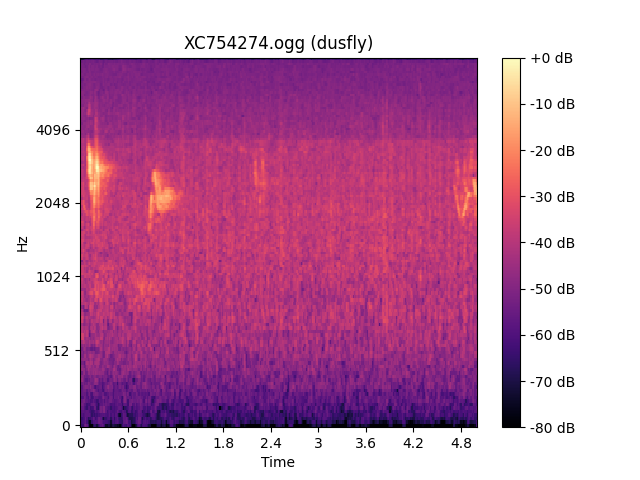 XC754274.ogg (dusfly)
+0 dB
4096
-10 dB
-20 dB
2048
-30 dB
Hz
-40 dB
1024
-50 dB
512
-60 dB
-70 dB
0
-80 dB
0 0.6 1.2 1.8 2.4 3 3.6 4.2 4.8
Time